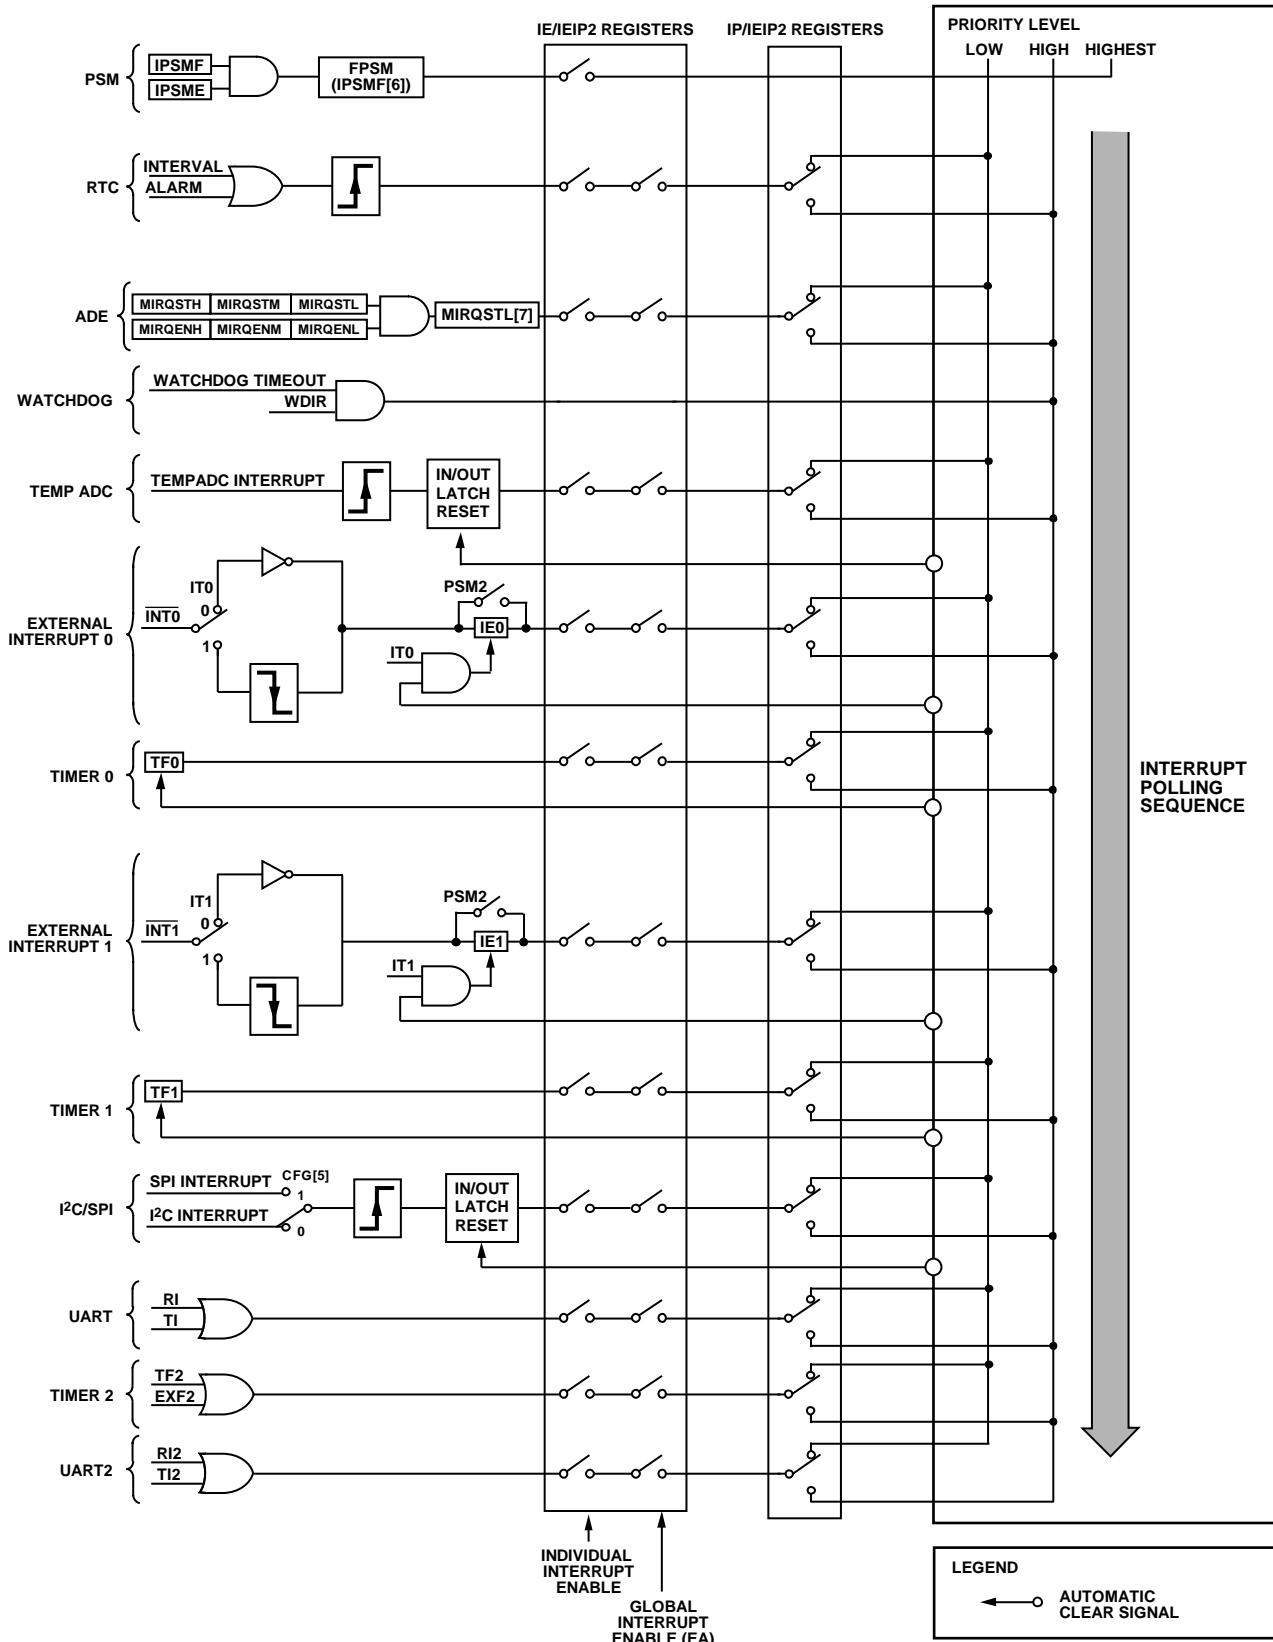 IE/IEIP2 REGISTERS
IP/IEIP2 REGISTERS
PRIORITY LEVEL
LOW HIGH HIGHEST
PSM
IPSMF
IPSME
FPSM
(IPSMF[6])
RTC
INTERVAL
ALARM
ADE
MIRQSTH MIRQSTM MIRQSTL
MIRQENH MIRQENM MIRQENL
MIRQSTL[7]
WATCHDOG
WATCHDOG TIMEOUT
WDIR
TEMP ADC
TEMPADC INTERRUPT
IN/OUT
LATCH
RESET
EXTERNAL
INTERRUPT 0
INT0
IT0
0
1
PSM2
IE0
IT0
TIMER 0
TF0
INTERRUPT
POLLING
SEQUENCE
EXTERNAL
INTERRUPT 1
INT1
IT1
0
1
PSM2
IE1
IT1
TIMER 1
TF1
I²C/SPI
SPI INTERRUPT
I²C INTERRUPT
CFG[5]
1
0
IN/OUT
LATCH
RESET
UART
RI
TI
TIMER 2
TF2
EXF2
UART2
RI2
TI2
INDIVIDUAL
INTERRUPT
ENABLE
GLOBAL
INTERRUPT
ENABLE (EA)
LEGEND
AUTOMATIC
CLEAR SIGNAL